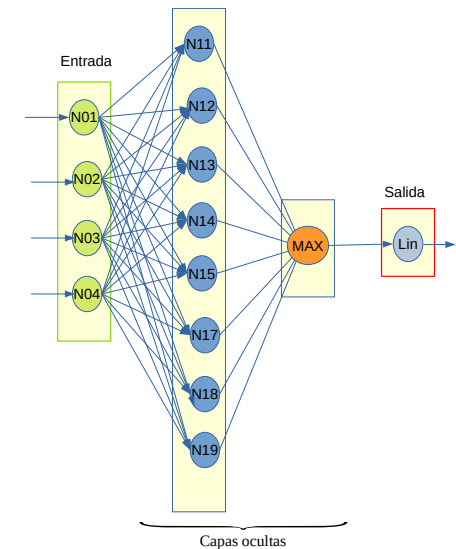 Entrada
N01
N02
N03
N04
N11
N12
N13
N14
N15
N17
N18
N19
MAX
Salida
Lin
Capas ocultas